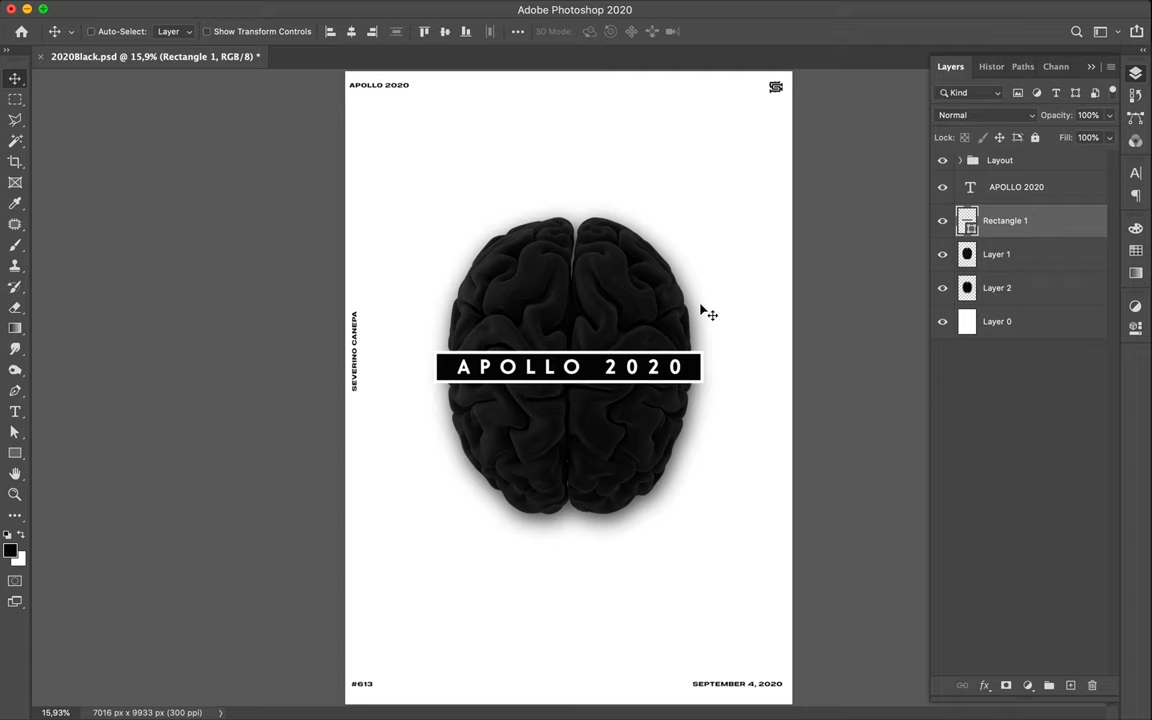 Adobe Photoshop 2020
Auto-Select: Layer Show Transform Controls 3D Mode:
2020Black.psd @ 15,9% (Rectangle 1, RGB/8) *
Layers Histor Paths Chann
Kind
Normal Opacity: 100%
Lock: Fill: 100%
Layout
APOLLO 2020
Rectangle 1
Layer 1
Layer 2
Layer 0
APOLLO 2020
SEVERINO CANEPA
APOLLO 2020
#613
SEPTEMBER 4, 2020
15,93% 7016 px x 9933 px (300 ppi)